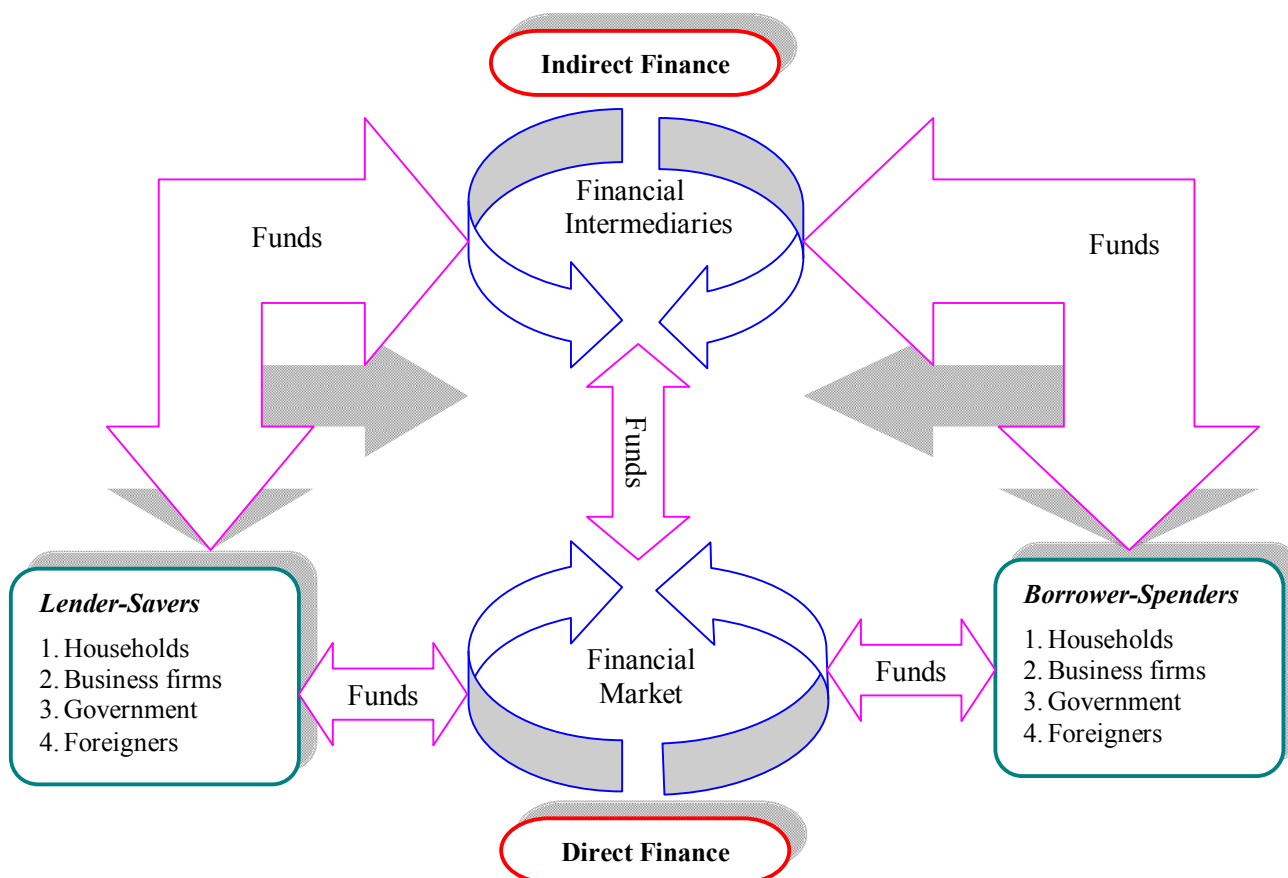 Indirect Finance
Financial
Intermediaries
Funds
Funds
Funds
Lender-Savers
1. Households
2. Business firms
3. Government
4. Foreigners
Funds
Financial
Market
Funds
Borrower-Spenders
1. Households
2. Business firms
3. Government
4. Foreigners
Direct Finance